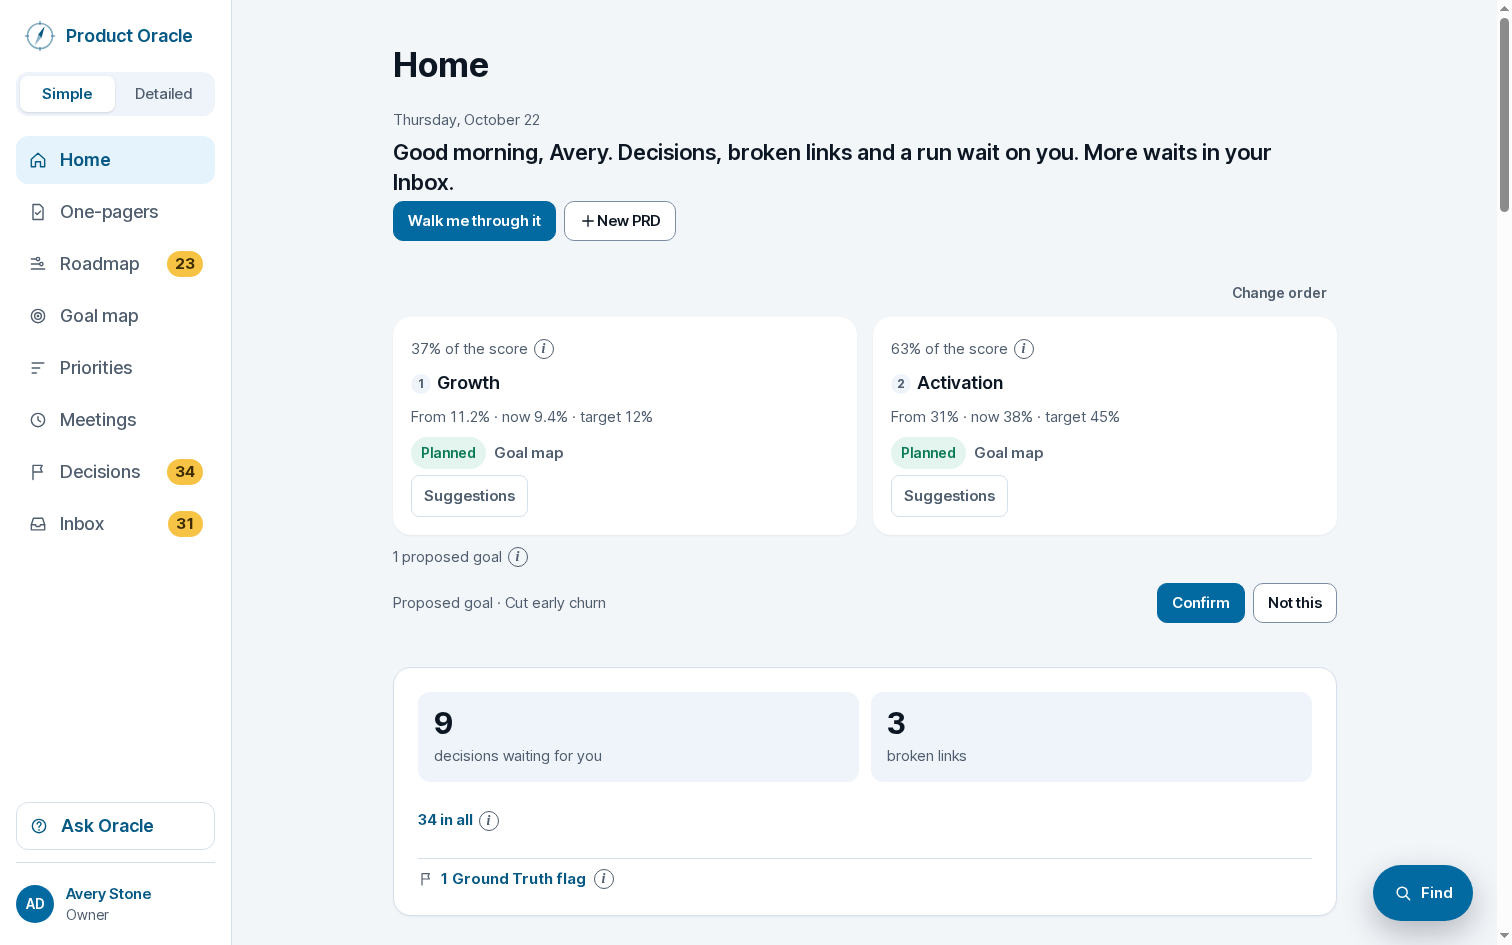 Product Oracle
Simple
Detailed
Home
One-pagers
Roadmap 23
Goal map
Priorities
Meetings
Decisions 34
Inbox 31
Ask Oracle
AD
Avery Stone
Owner
Home
Thursday, October 22
Good morning, Avery. Decisions, broken links and a run wait on you. More waits in your
Inbox.
Walk me through it
+ New PRD
Change order
37% of the score i
1 Growth
From 11.2% · now 9.4% · target 12%
Planned Goal map
Suggestions
63% of the score i
2 Activation
From 31% · now 38% · target 45%
Planned Goal map
Suggestions
1 proposed goal i
Proposed goal · Cut early churn
Confirm
Not this
9
decisions waiting for you
3
broken links
34 in all i
1 Ground Truth flag i
Find